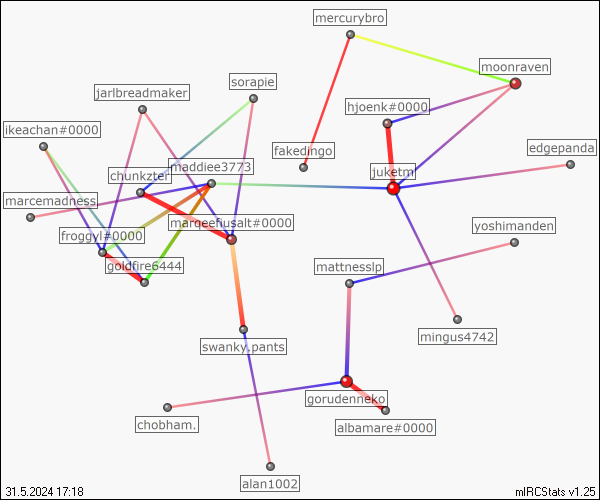 mercurybro
moonraven
sorapie
jarlbreadmaker
hjoenk#0000
ikeachan#0000
edgepanda
fakedingo
maddiee3773
juketm
chunkzter
marcemadness
marqeefusalt#0000
yoshimanden
froggyl#0000
goldfire6444
mattnesslp
mingus4742
swanky.pants
gorudenneko
chobham.
albamare#0000
alan1002
31.5.2024 17:18
mIRCStats v1.25